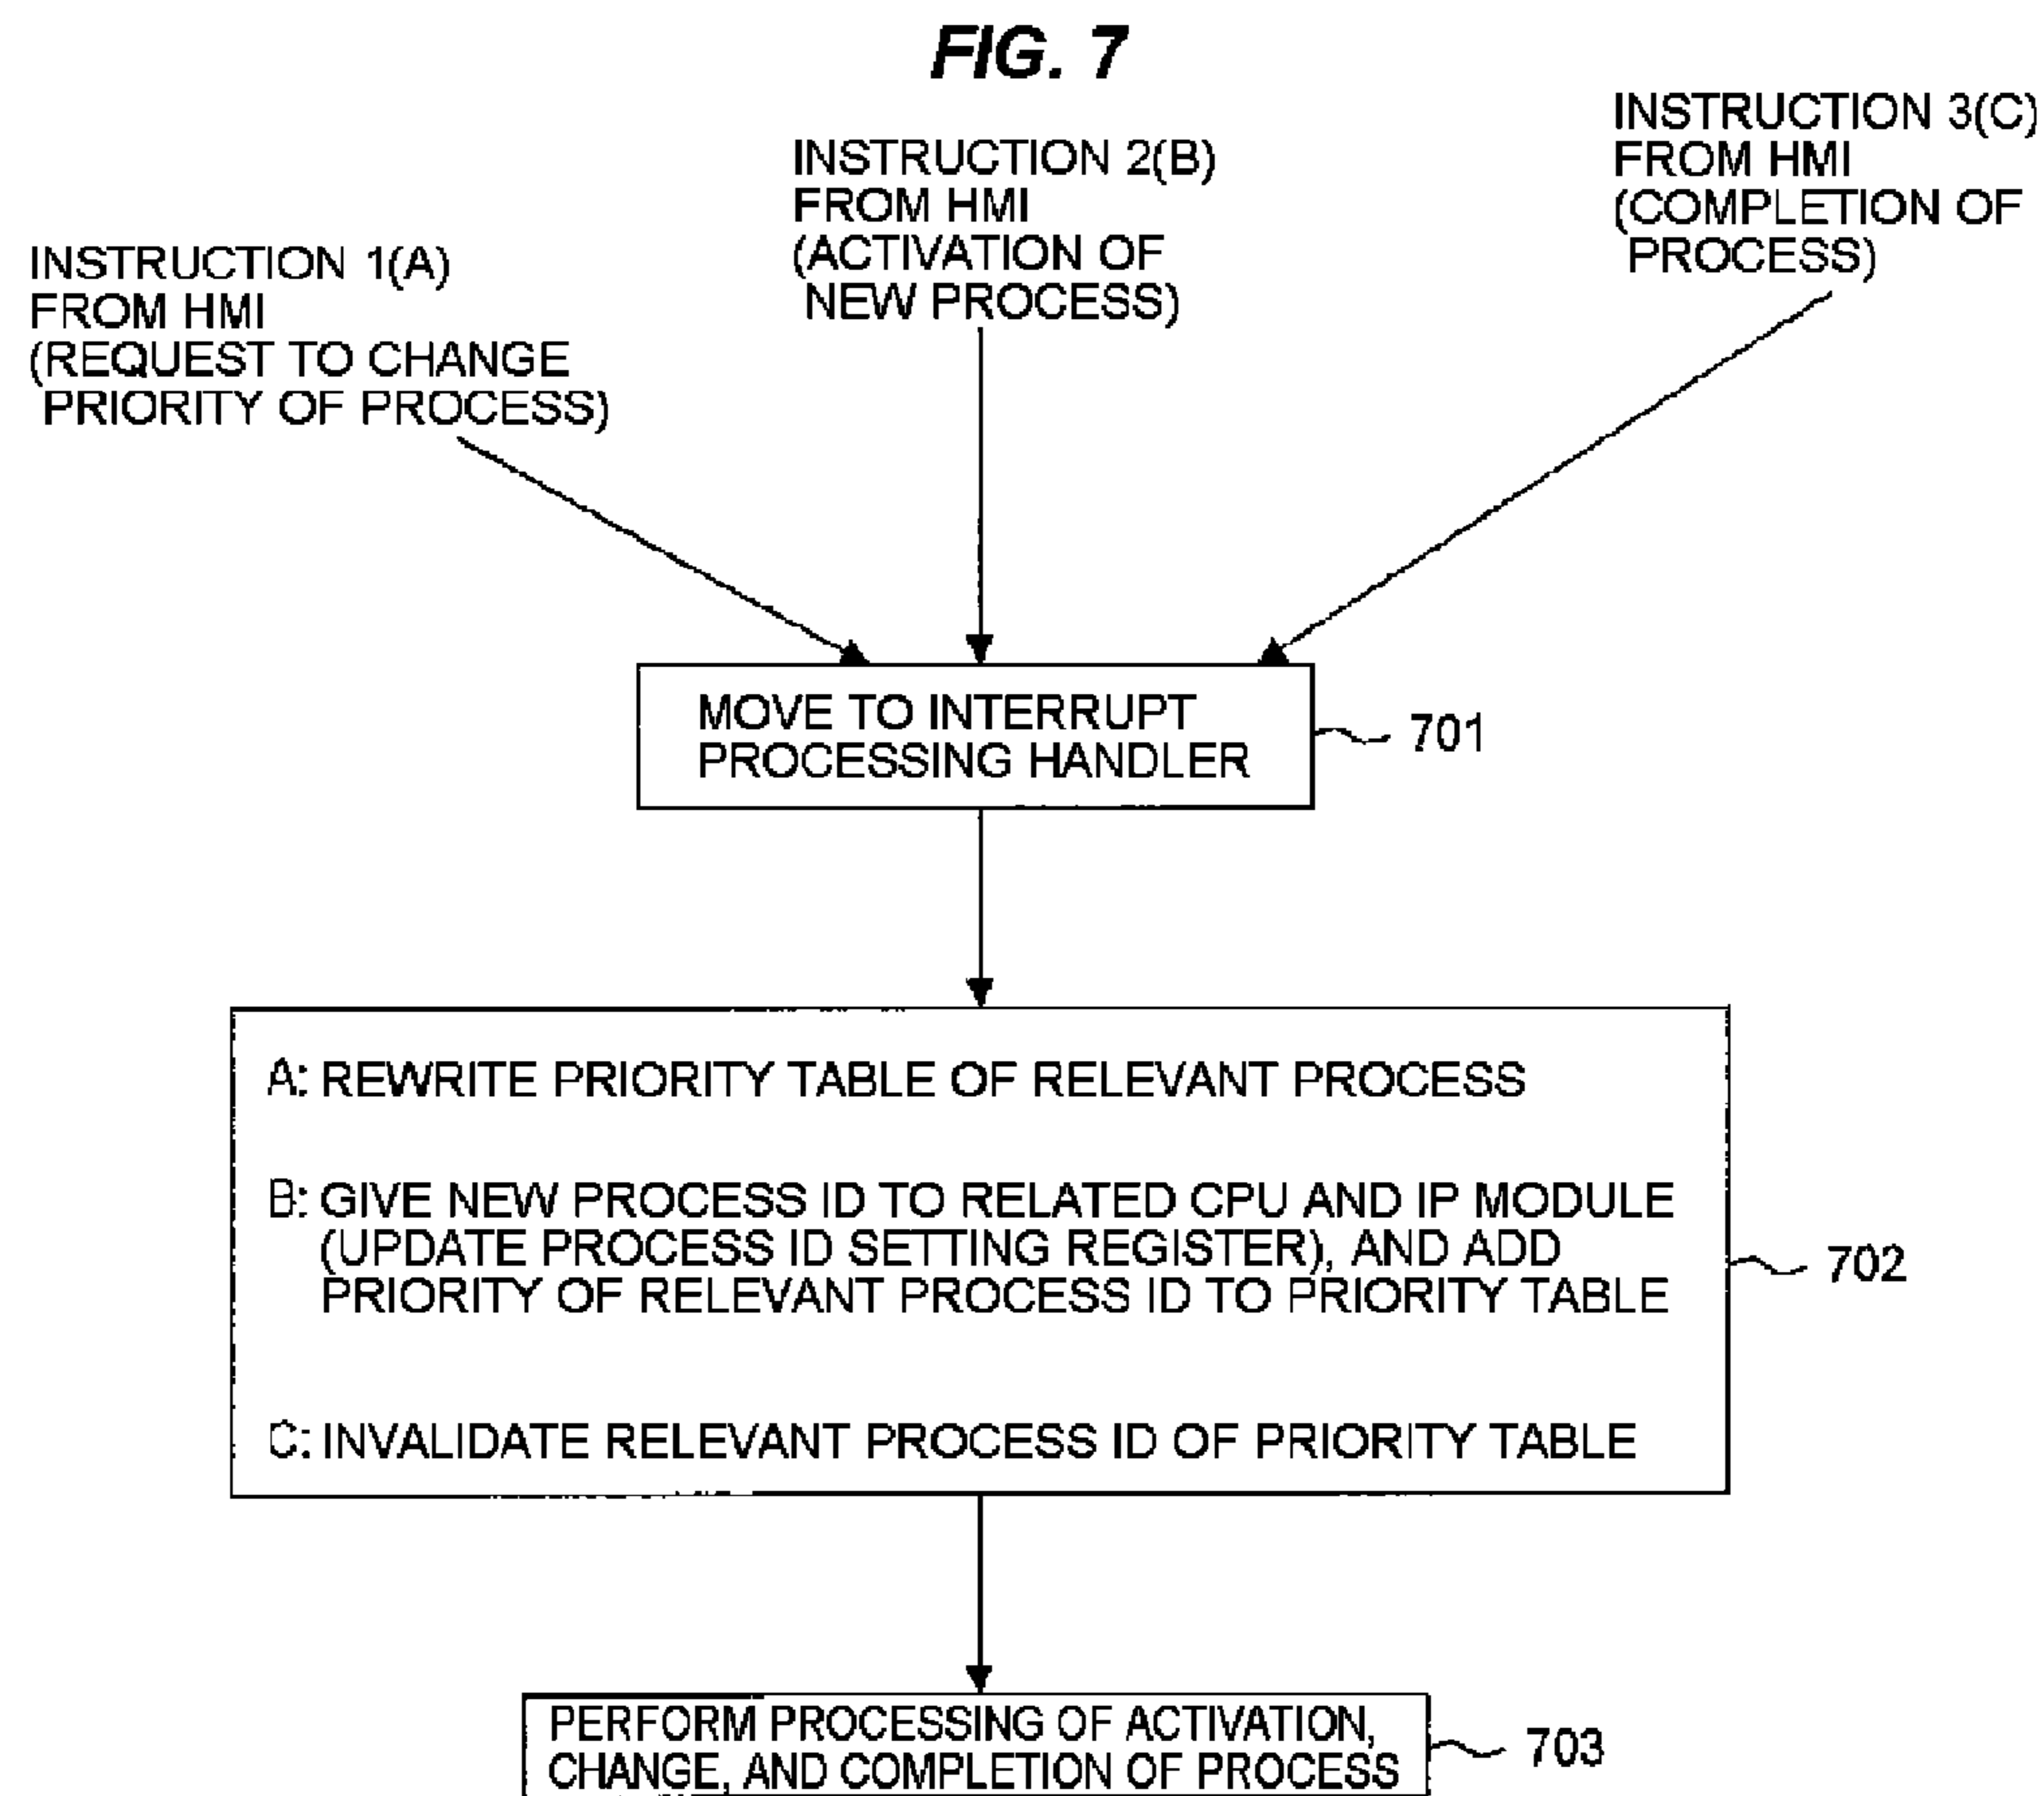 FIG. 7
INSTRUCTION 1(A)
FROM HMI
(REQUEST TO CHANGE
PRIORITY OF PROCESS)
INSTRUCTION 2(B)
FROM HMI
(ACTIVATION OF
NEW PROCESS)
INSTRUCTION 3(C)
FROM HMI
(COMPLETION OF
PROCESS)
MOVE TO INTERRUPT
PROCESSING HANDLER
701
A: REWRITE PRIORITY TABLE OF RELEVANT PROCESS
B: GIVE NEW PROCESS ID TO RELATED CPU AND IP MODULE
(UPDATE PROCESS ID SETTING REGISTER), AND ADD
PRIORITY OF RELEVANT PROCESS ID TO PRIORITY TABLE
C: INVALIDATE RELEVANT PROCESS ID OF PRIORITY TABLE
702
PERFORM PROCESSING OF ACTIVATION,
CHANGE, AND COMPLETION OF PROCESS
703